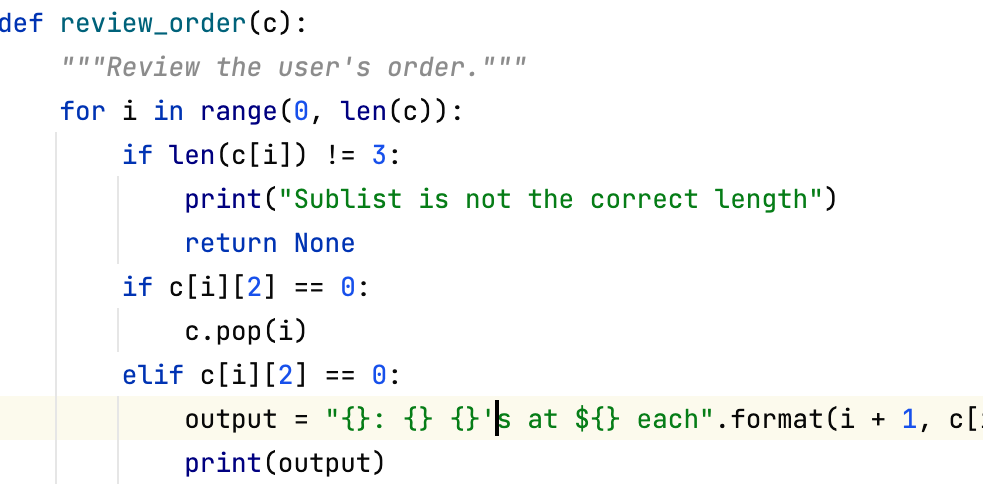 def review_order(c):
"""Review the user's order."""
for i in range(0, len(c)):
if len(c[i]) != 3:
print("Sublist is not the correct length")
return None
if c[i][2] == 0:
c.pop(i)
elif c[i][2] == 0:
output = "{}: {} {}'s at ${} each".format(i + 1, c[
print(output)